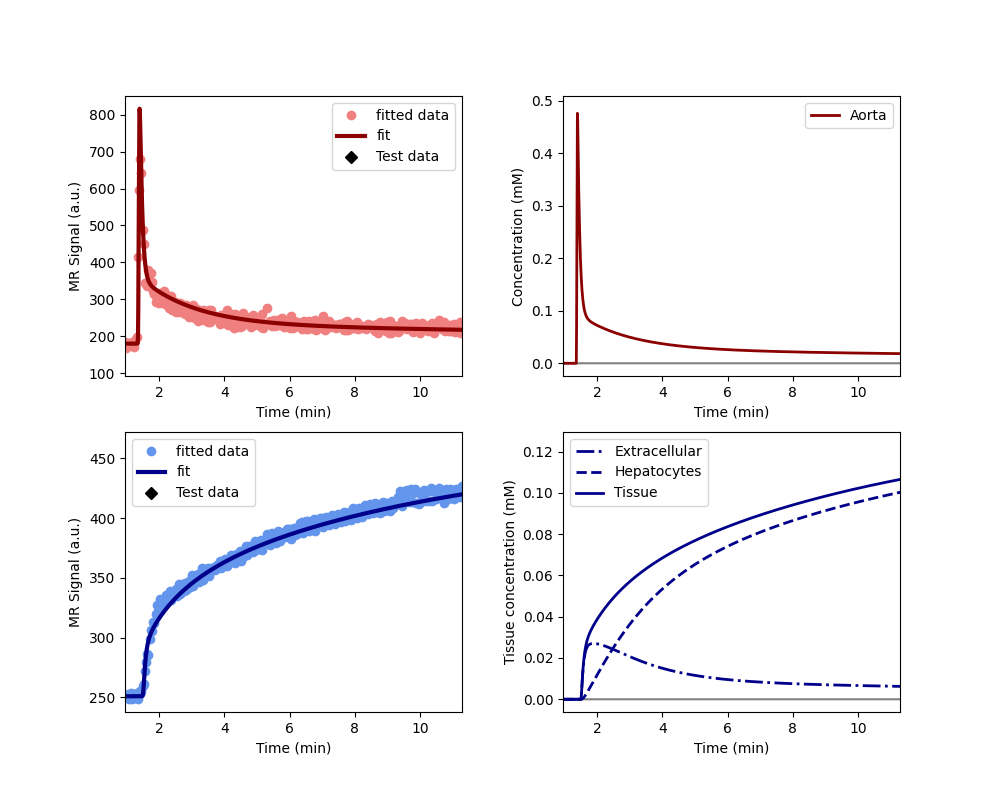 800
700
600
500
400
300
200
100
MR Signal (a.u.)
fitted data
fit
Test data
2
4
6
8
10
Time (min)
0.5
0.4
0.3
0.2
0.1
0.0
Concentration (mM)
Aorta
2
4
6
8
10
Time (min)
450
400
350
300
250
MR Signal (a.u.)
fitted data
fit
Test data
2
4
6
8
10
Time (min)
0.12
0.10
0.08
0.06
0.04
0.02
0.00
Tissue concentration (mM)
Extracellular
Hepatocytes
Tissue
2
4
6
8
10
Time (min)